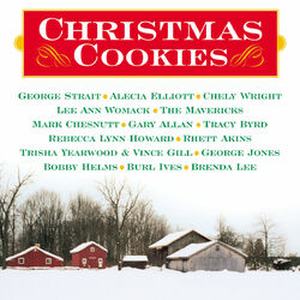 CHRISTMAS
COOKIES
GEORGE STRAIT • ALECIA ELLIOTT • CHELY WRIGHT
LEE ANN WOMACK • THE MAVERICKS
MARK CHESNUTT • GARY ALLAN • TRACY BYRD
REBECCA LYNN HOWARD • RHETT AKINS
TRISHA YEARWOOD & VINCE GILL • GEORGE JONES
BOBBY HELMS • BURL IVES • BRENDA LEE